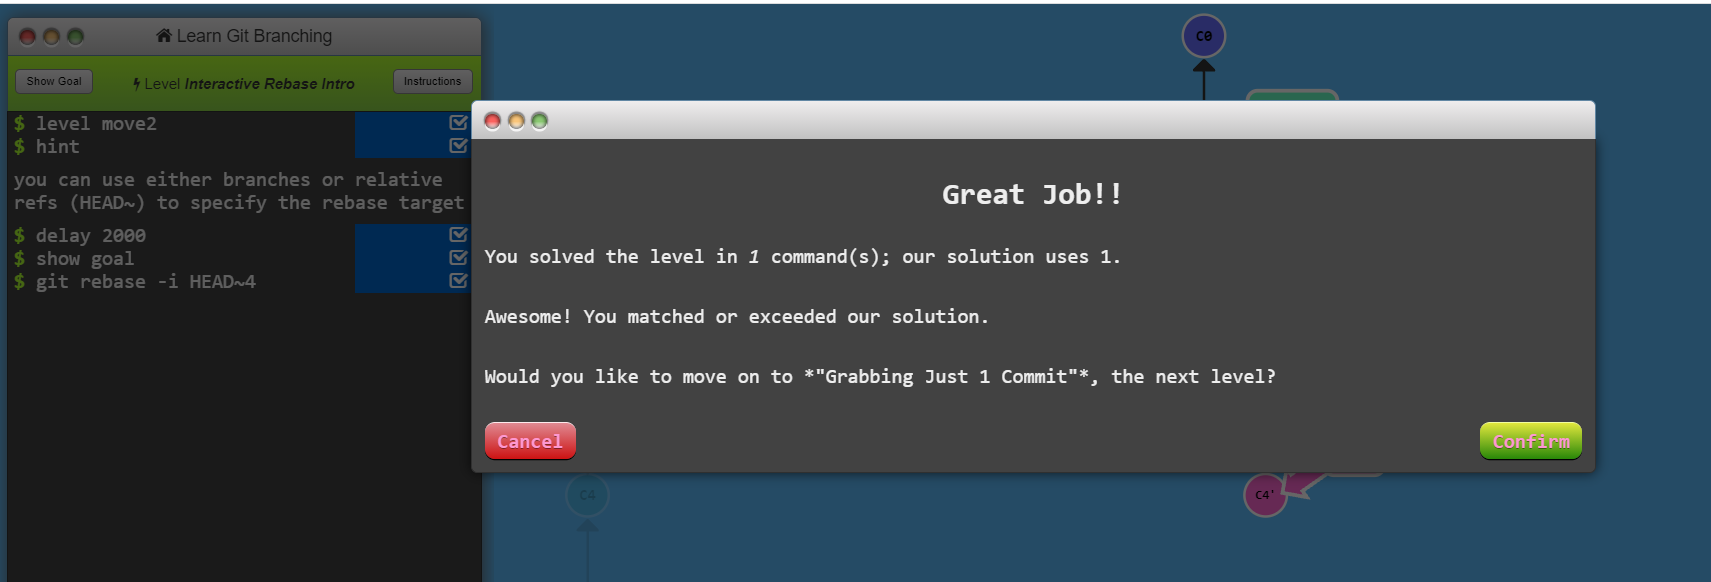 Learn Git Branching
Show Goal
Level Interactive Rebase Intro
Instructions
$ level move2
$ hint
you can use either branches or relative
refs (HEAD~) to specify the rebase target
$ delay 2000
$ show goal
$ git rebase -i HEAD~4
C0
Great Job!!
You solved the level in 1 command(s); our solution uses 1.
Awesome! You matched or exceeded our solution.
Would you like to move on to *"Grabbing Just 1 Commit"*, the next level?
Cancel
Confirm
C4
C4'